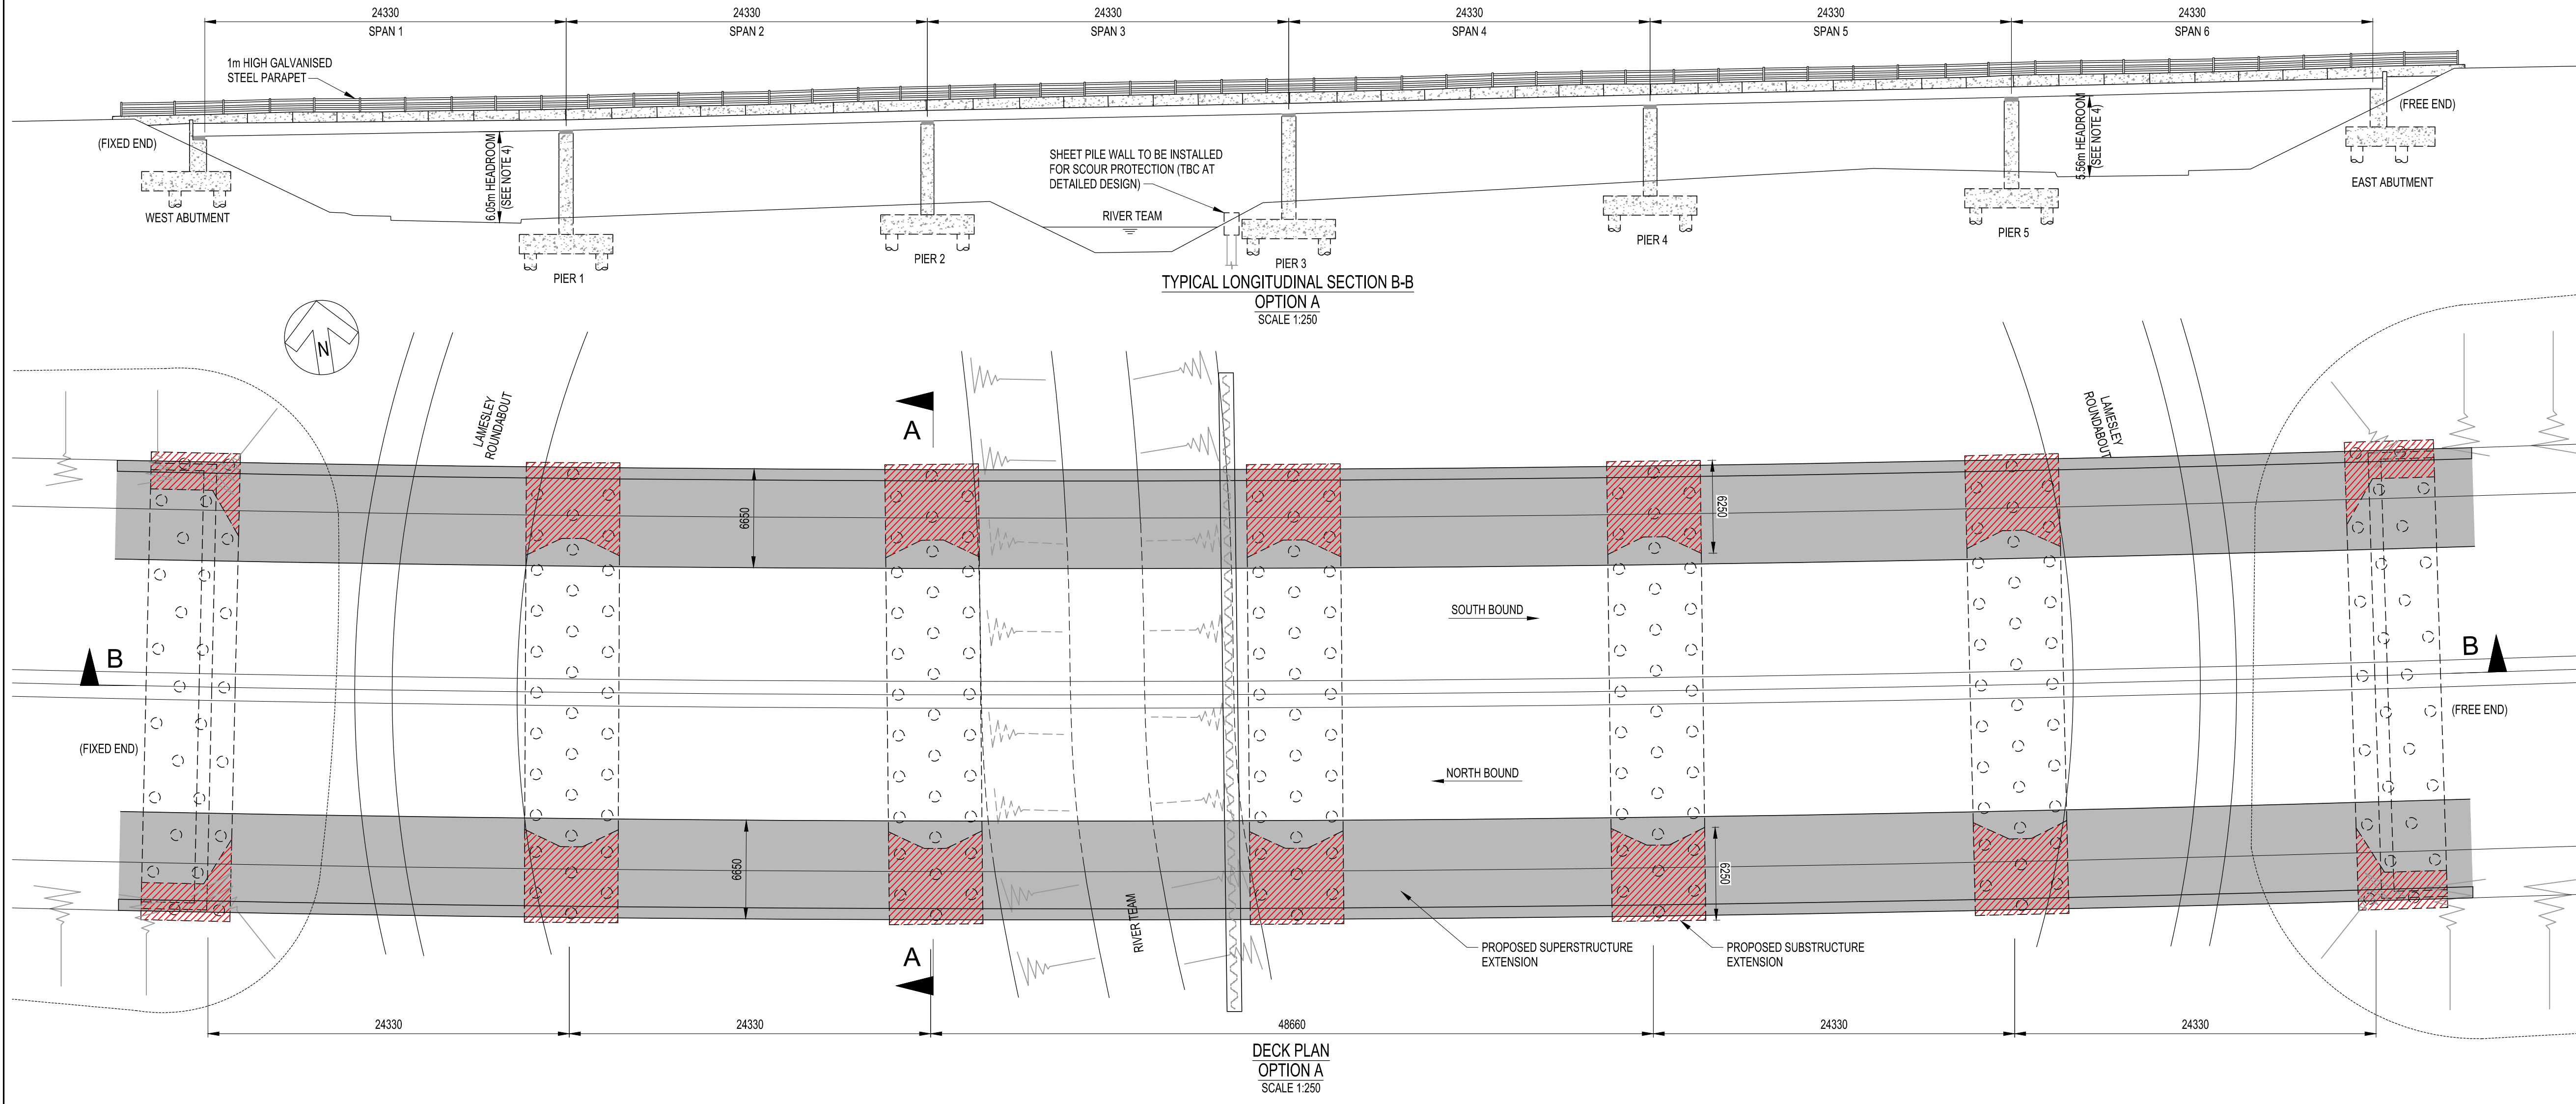 24330
24330
24330
24330
24330
24330
SPAN 1
SPAN 2
SPAN 3
SPAN 4
SPAN 5
SPAN 6
1m HIGH GALVANISED
STEEL PARAPET
(FIXED END)
(FREE END)
6.05m HEADROOM
(SEE NOTE 4)
5.56m HEADROOM
(SEE NOTE 4)
SHEET PILE WALL TO BE INSTALLED
FOR SCOUR PROTECTION (TBC AT
DETAILED DESIGN)
RIVER TEAM
WEST ABUTMENT
EAST ABUTMENT
PIER 1
PIER 2
PIER 3
PIER 4
PIER 5
TYPICAL LONGITUDINAL SECTION B-B
OPTION A
SCALE 1:250
N
LAMESLEY
ROUNDABOUT
A
LAMESLEY
ROUNDABOUT
6650
6250
SOUTH BOUND
B
B
(FIXED END)
(FREE END)
NORTH BOUND
6650
6250
RIVER TEAM
A
PROPOSED SUPERSTRUCTURE
EXTENSION
PROPOSED SUBSTRUCTURE
EXTENSION
24330
24330
48660
24330
24330
DECK PLAN
OPTION A
SCALE 1:250